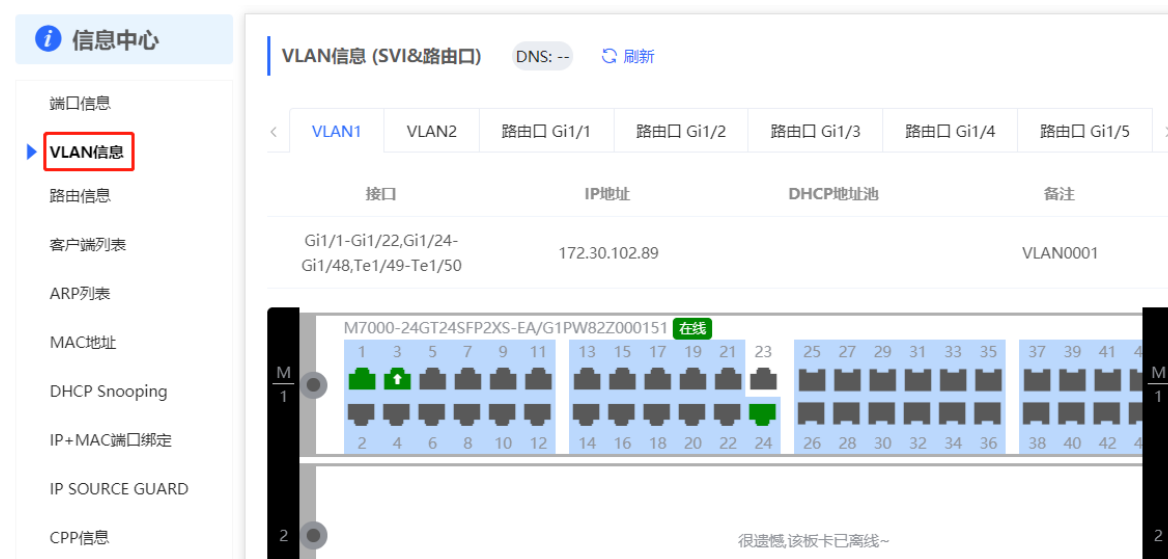 信息中心
端口信息
VLAN信息
路由信息
客户端列表
ARP列表
MAC地址
DHCP Snooping
IP+MAC端口绑定
IP SOURCE GUARD
CPP信息
VLAN信息 (SVI&路由口) DNS: -- 刷新
VLAN1 VLAN2 路由口 Gi1/1 路由口 Gi1/2 路由口 Gi1/3 路由口 Gi1/4 路由口 Gi1/5
接口 IP地址 DHCP地址池 备注
Gi1/1-Gi1/22,Gi1/24-
Gi1/48,Te1/49-Te1/50
172.30.102.89 VLAN0001
M7000-24GT24SFP2XS-EA/G1PW82Z000151 在线
1 3 5 7 9 11 13 15 17 19 21 23 25 27 29 31 33 35 37 39 41 4
M M
1 1
2 4 6 8 10 12 14 16 18 20 22 24 26 28 30 32 34 36 38 40 42 4
2 很遗憾,该板卡已离线~ 2